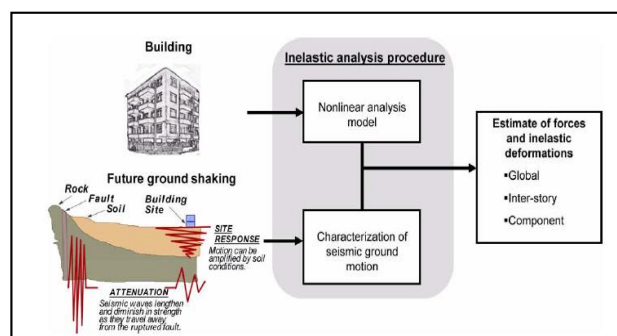 Building
Inelastic analysis procedure
Nonlinear analysis
model
Estimate of forces
and inelastic
deformations
▪Global
▪Inter-story
▪Component
Future ground shaking
Rock
Fault
Soil
Building
Site
SITE
RESPONSE
Motion can be
amplified by soil
conditions.
Characterization of
seismic ground
motion
ATTENUATION
Seismic waves lengthen
and diminish in strength
as they travel away
from the ruptured fault.